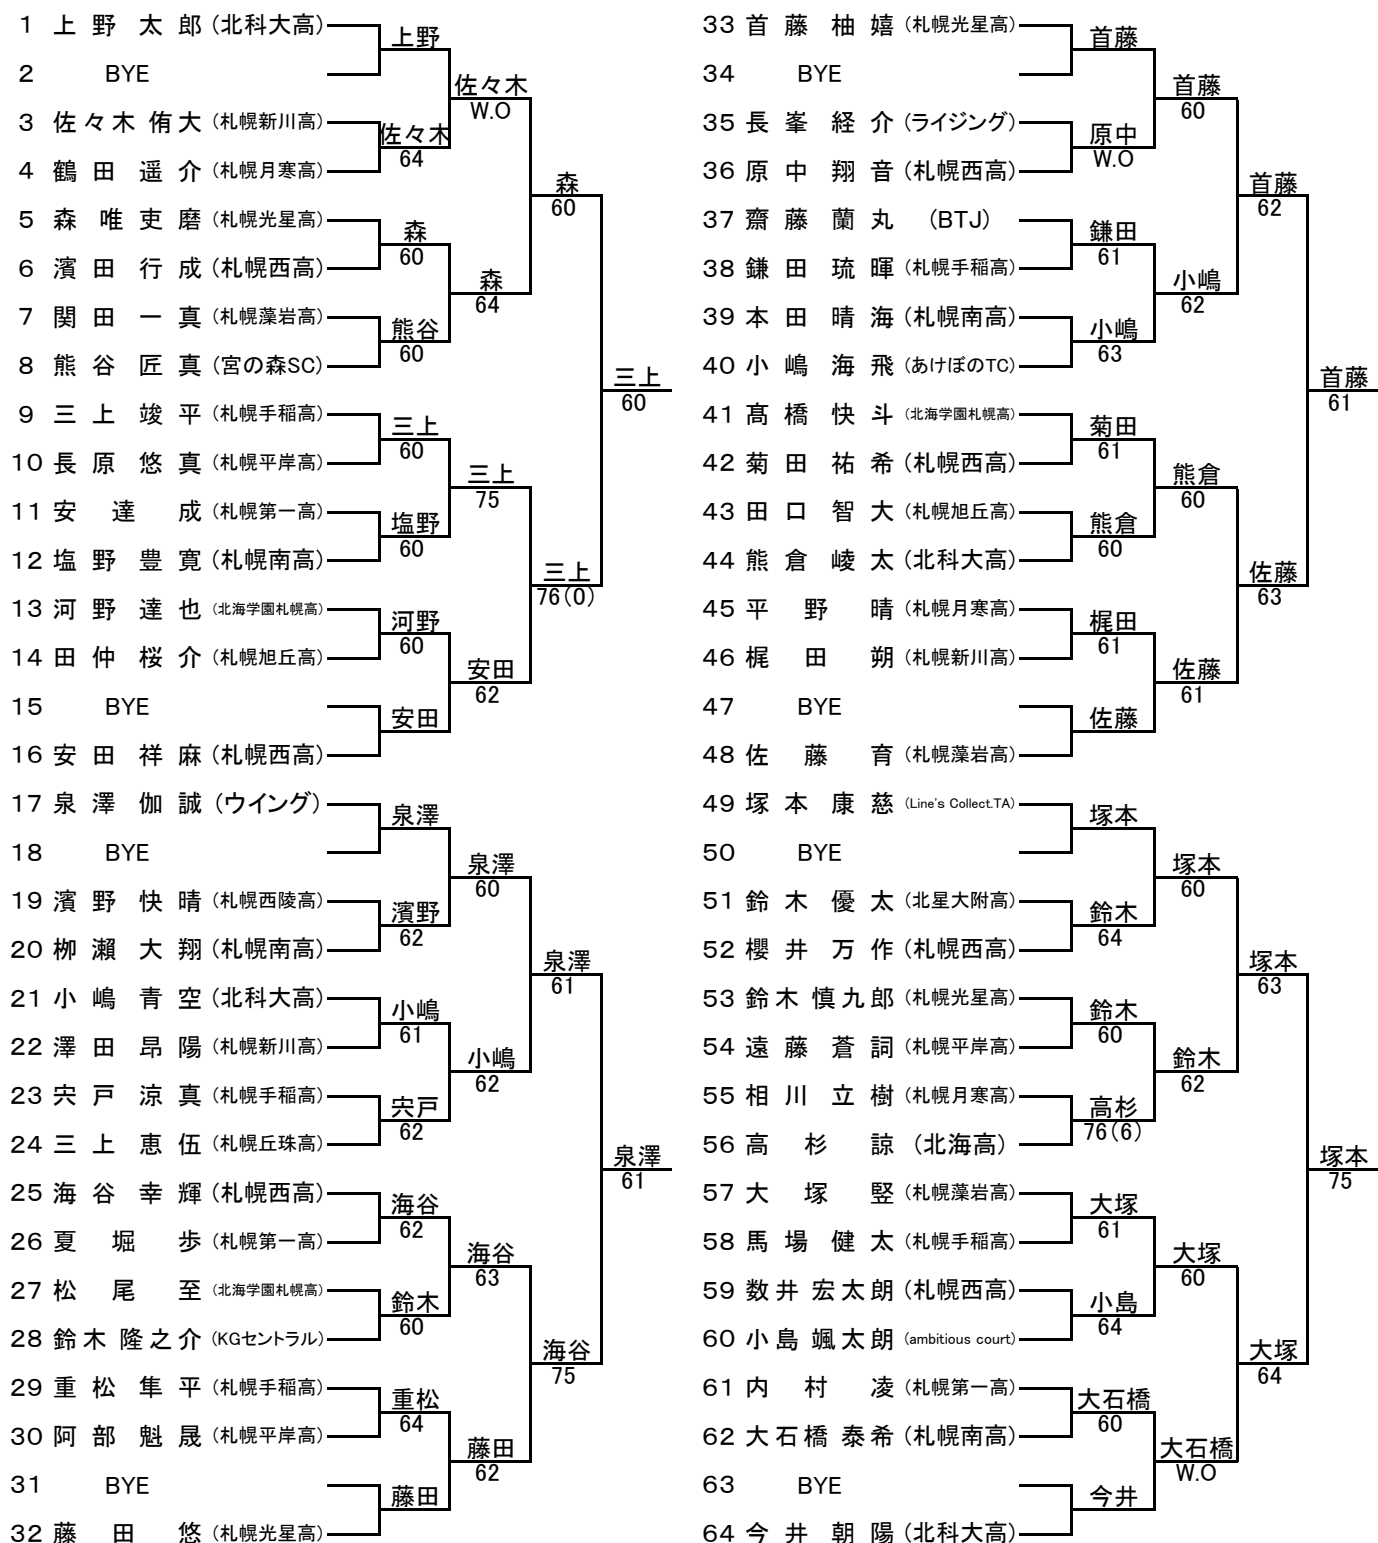 1 上野 太郎 (北科大高)
2 BYE
3 佐々木 侑大 (札幌新川高)
4 鶴田 遥介 (札幌月寒高)
5 森 唯吏磨 (札幌光星高)
6 濱田 行成 (札幌西高)
7 関田 一真 (札幌藻岩高)
8 熊谷 匠真 (宮の森SC)
9 三上 竣平 (札幌手稲高)
10 長原 悠真 (札幌平岸高)
11 安達 成 (札幌第一高)
12 塩野 豊寛 (札幌南高)
13 河野 達也 (北海学園札幌高)
14 田仲 桜介 (札幌旭丘高)
15 BYE
16 安田 祥麻 (札幌西高)
17 泉澤 伽誠 (ウイング)
18 BYE
19 濱野 快晴 (札幌西陵高)
20 栁瀨 大翔 (札幌南高)
21 小嶋 青空 (北科大高)
22 澤田 昂陽 (札幌新川高)
23 宍戸 涼真 (札幌手稲高)
24 三上 恵伍 (札幌丘珠高)
25 海谷 幸輝 (札幌西高)
26 夏堀 歩 (札幌第一高)
27 松尾 至 (北海学園札幌高)
28 鈴木 隆之介 (KGセントラル)
29 重松 隼平 (札幌手稲高)
30 阿部 魁晟 (札幌平岸高)
31 BYE
32 藤田 悠 (札幌光星高)
上野
佐々木
64
森
60
熊谷
60
三上
60
塩野
60
河野
60
安田
泉澤
濱野
62
小嶋
61
宍戸
62
海谷
62
鈴木
60
重松
64
藤田
佐々木
W.O
森
64
三上
75
安田
62
泉澤
60
小嶋
62
海谷
63
藤田
62
森
60
三上
76(0)
泉澤
61
海谷
75
三上
60
泉澤
61
33 首藤 柚嬉 (札幌光星高)
34 BYE
35 長峯 経介 (ライジング)
36 原中 翔音 (札幌西高)
37 齋藤 蘭丸 (BTJ)
38 鎌田 琉暉 (札幌手稲高)
39 本田 晴海 (札幌南高)
40 小嶋 海飛 (あけぼのTC)
41 髙橋 快斗 (北海学園札幌高)
42 菊田 祐希 (札幌西高)
43 田口 智大 (札幌旭丘高)
44 熊倉 崚太 (北科大高)
45 平野 晴 (札幌月寒高)
46 梶田 朔 (札幌新川高)
47 BYE
48 佐藤 育 (札幌藻岩高)
49 塚本 康慈 (Line's Collect.TA)
50 BYE
51 鈴木 優太 (北星大附高)
52 櫻井 万作 (札幌西高)
53 鈴木 慎九郎 (札幌光星高)
54 遠藤 蒼詞 (札幌平岸高)
55 相川 立樹 (札幌月寒高)
56 高杉 諒 (北海高)
57 大塚 堅 (札幌藻岩高)
58 馬場 健太 (札幌手稲高)
59 数井 宏太朗 (札幌西高)
60 小島 颯太朗 (ambitious court)
61 内村 凌 (札幌第一高)
62 大石橋 泰希 (札幌南高)
63 BYE
64 今井 朝陽 (北科大高)
首藤
原中
W.O
鎌田
61
小嶋
63
菊田
61
熊倉
60
梶田
61
佐藤
塚本
鈴木
64
鈴木
60
高杉
76(6)
大塚
61
小島
64
大石橋
60
今井
首藤
60
小嶋
62
熊倉
60
佐藤
61
塚本
60
鈴木
62
大塚
60
大石橋
W.O
首藤
62
佐藤
63
塚本
63
大塚
64
首藤
61
塚本
75